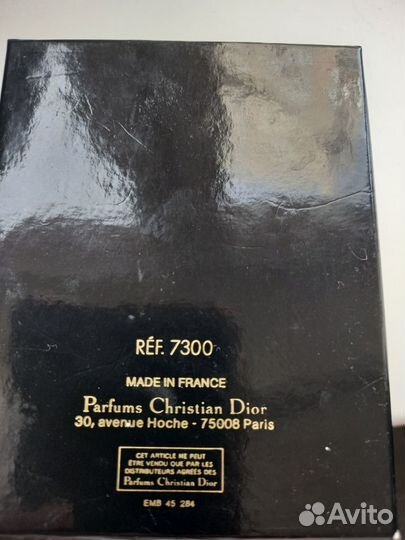 RÉF. 7300
MADE IN FRANCE
Parfums Christian Dior
30, avenue Hoche - 75008 Paris
CET ARTICLE NE PEUT
ÊTRE VENDU QUE PAR LES
DISTRIBUTEURS AGRÉÉS DES
Parfums Christian Dior
EMB 45 284
Avito